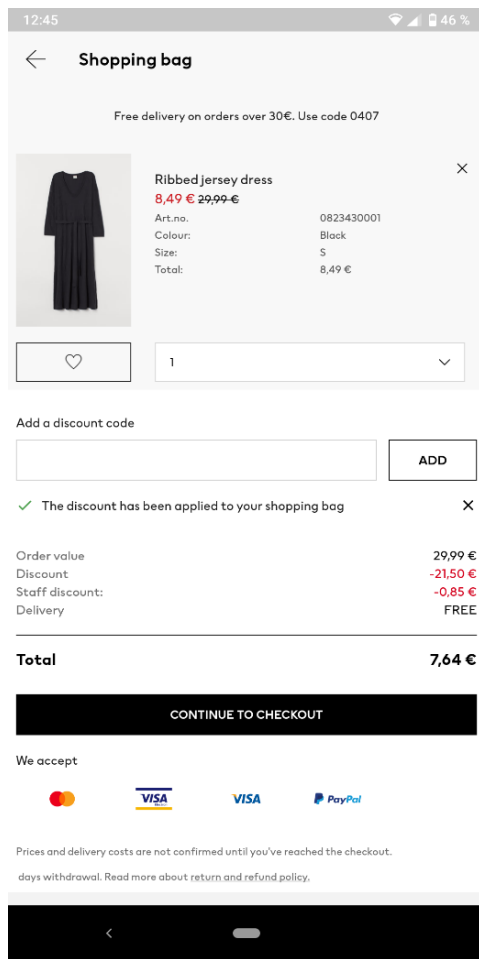 12:45 46 %
Shopping bag
Free delivery on orders over 30€. Use code 0407
Ribbed jersey dress
8,49 € 29,99 €
Art.no. 0823430001
Colour: Black
Size: S
Total: 8,49 €
1
Add a discount code
ADD
The discount has been applied to your shopping bag
Order value 29,99 €
Discount -21,50 €
Staff discount: -0,85 €
Delivery FREE
Total 7,64 €
CONTINUE TO CHECKOUT
We accept
VISA VISA PayPal
Prices and delivery costs are not confirmed until you've reached the checkout.
days withdrawal. Read more about return and refund policy.